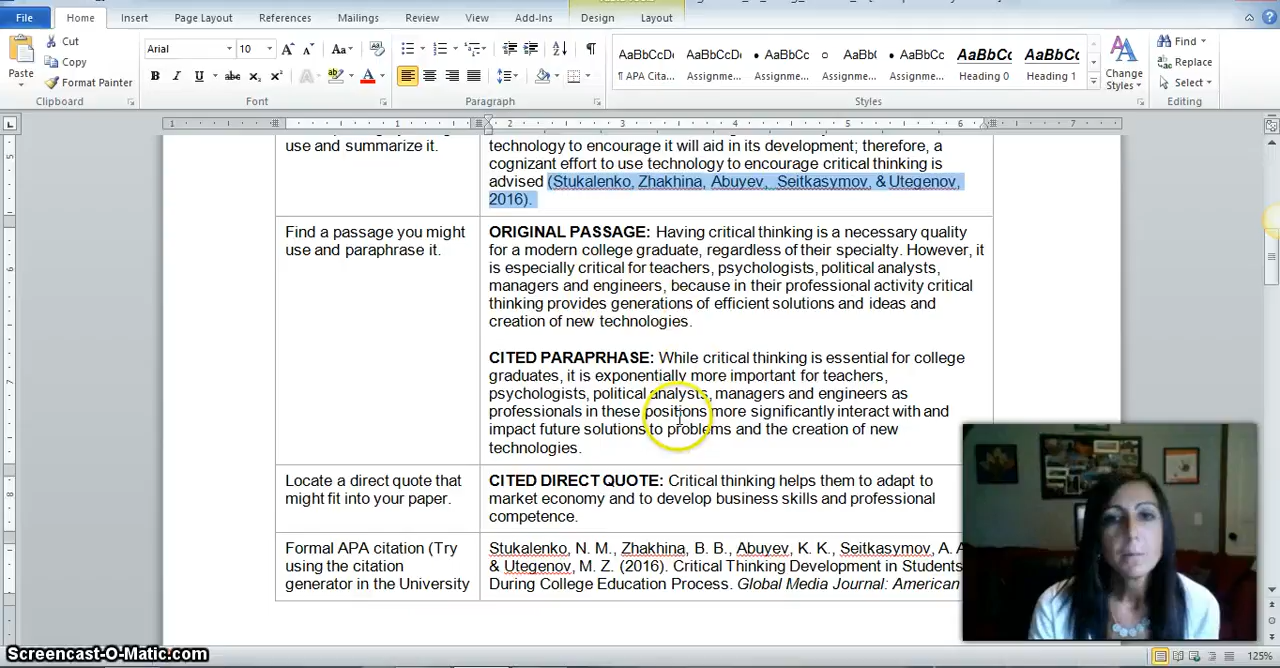 File Home Insert Page Layout References Mailings Review View Add-Ins Design Layout
Cut
Copy
Format Painter
Paste
Clipboard
Arial 10
Font
Paragraph
AaBbCcDc AaBbCcDc • AaBbCc o AaBb( • AaBbCc AaBbCc AaBbCc
¶ APA Cita... Assignme... Assignme... Assignme... Assignme... Heading 0 Heading 1
Change Styles
Styles
Find
Replace
Select
Editing
1 1 2 3 4 5 6 7
use and summarize it.
technology to encourage it will aid in its development; therefore, a
cognizant effort to use technology to encourage critical thinking is
advised (Stukalenko, Zhakhina, Abuyev, Seitkasymov, & Utegenov,
2016).
Find a passage you might
use and paraphrase it.
ORIGINAL PASSAGE: Having critical thinking is a necessary quality
for a modern college graduate, regardless of their specialty. However, it
is especially critical for teachers, psychologists, political analysts,
managers and engineers, because in their professional activity critical
thinking provides generations of efficient solutions and ideas and
creation of new technologies.
CITED PARAPRHASE: While critical thinking is essential for college
graduates, it is exponentially more important for teachers,
psychologists, political analysts, managers and engineers as
professionals in these positions more significantly interact with and
impact future solutions to problems and the creation of new
technologies.
Locate a direct quote that
might fit into your paper.
CITED DIRECT QUOTE: Critical thinking helps them to adapt to
market economy and to develop business skills and professional
competence.
Formal APA citation (Try
using the citation
generator in the University
Stukalenko, N. M., Zhakhina, B. B., Abuyev, K. K., Seitkasymov, A. A
& Utegenov, M. Z. (2016). Critical Thinking Development in Students
During College Education Process. Global Media Journal: American
Screencast-O-Matic.com
125%